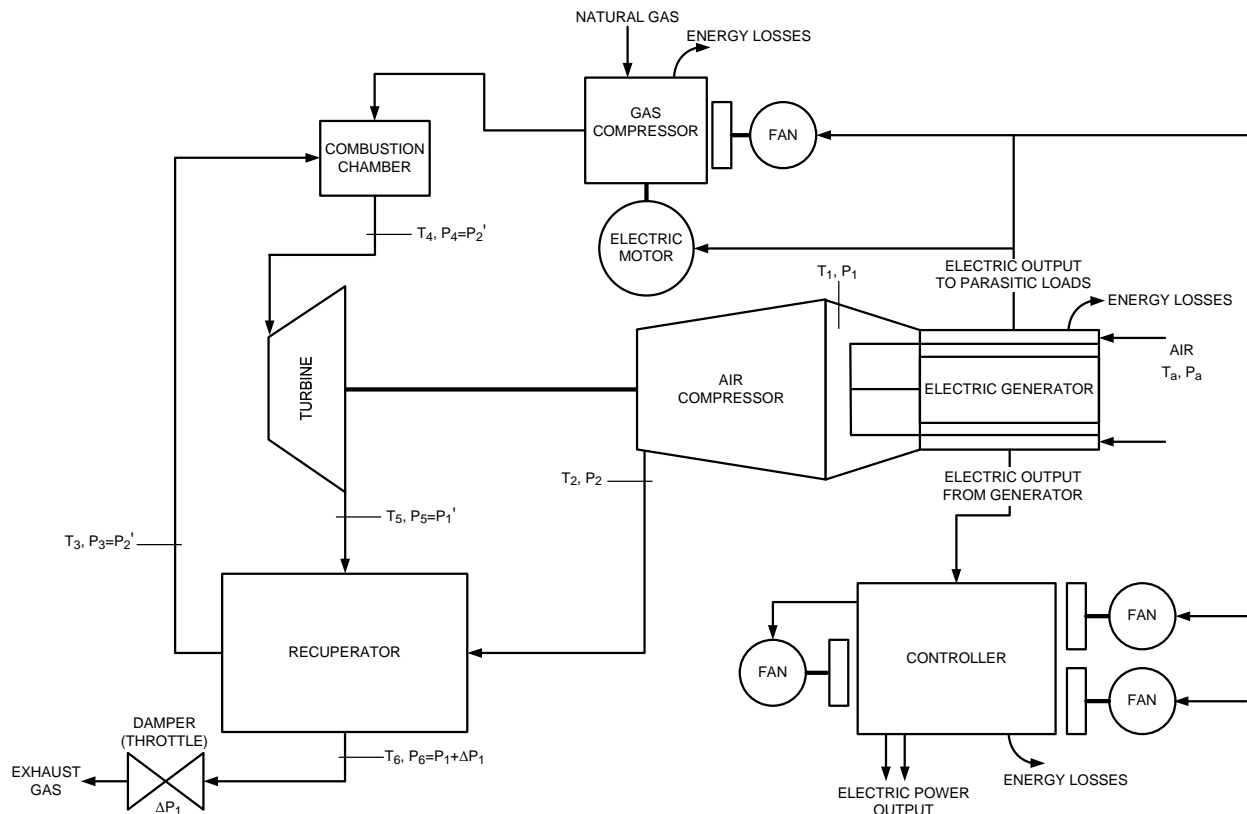 NATURAL GAS
ENERGY LOSSES
GAS
COMPRESSOR
FAN
COMBUSTION
CHAMBER
T4, P4=P2'
ELECTRIC
MOTOR
T1, P1
ELECTRIC OUTPUT
TO PARASITIC LOADS
ENERGY LOSSES
AIR
Ta, Pa
TURBINE
AIR
COMPRESSOR
ELECTRIC GENERATOR
T2, P2
ELECTRIC OUTPUT
FROM GENERATOR
T5, P5=P1'
T3, P3=P2'
RECUPERATOR
FAN
CONTROLLER
FAN
FAN
DAMPER
(THROTTLE)
T6, P6=P1+ΔP1
EXHAUST
GAS
ΔP1
ENERGY LOSSES
ELECTRIC POWER
OUTPUT